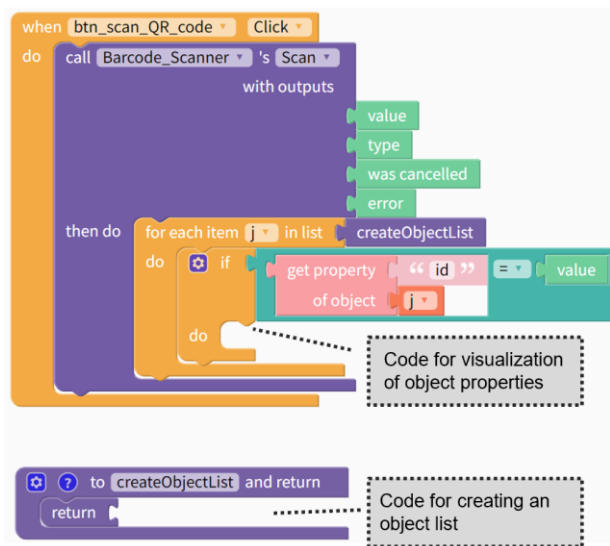 when btn_scan_QR_code Click
do call Barcode_Scanner 's Scan
with outputs
value
type
was cancelled
error
then do for each item j in list createObjectList
do if get property “ id ” = value
of object j
do
Code for visualization
of object properties
? to createObjectList and return
return
Code for creating an
object list